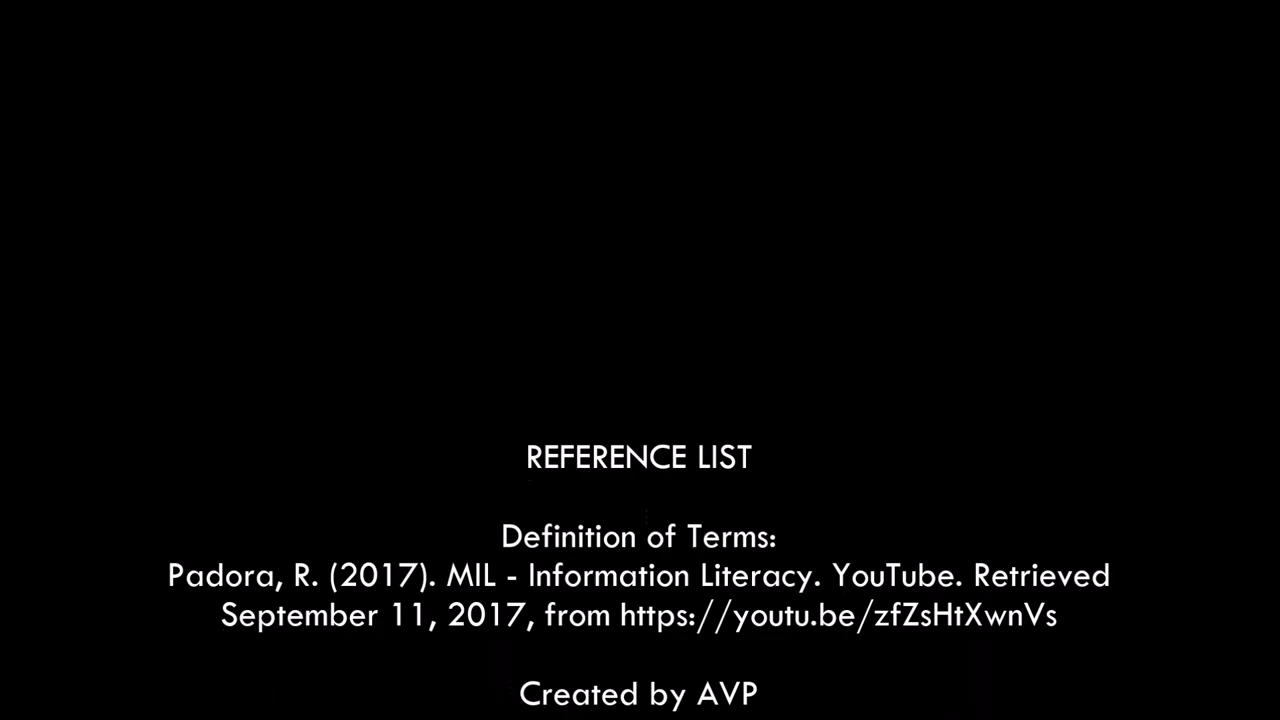 REFERENCE LIST
Definition of Terms:
Padora, R. (2017). MIL - Information Literacy. YouTube. Retrieved
September 11, 2017, from https://youtu.be/zfZsHtXwnVs
Created by AVP